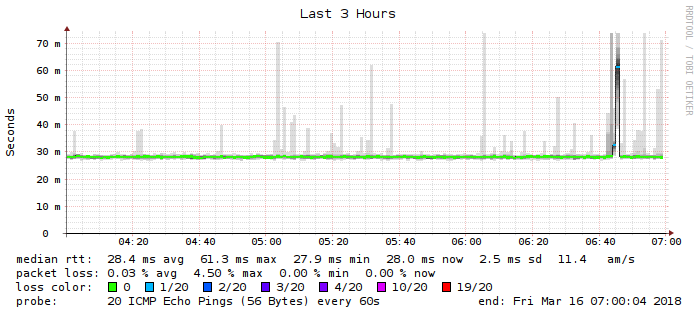 Last 3 Hours
RRDTOOL / TOBI OETIKER
Seconds
70 m
60 m
50 m
40 m
30 m
20 m
10 m
0
04:20 04:40 05:00 05:20 05:40 06:00 06:20 06:40 07:00
median rtt: 28.4 ms avg 61.3 ms max 27.9 ms min 28.0 ms now 2.5 ms sd 11.4 am/s
packet loss: 0.03 % avg 4.50 % max 0.00 % min 0.00 % now
loss color: 0 1/20 2/20 3/20 4/20 10/20 19/20
probe: 20 ICMP Echo Pings (56 Bytes) every 60s end: Fri Mar 16 07:00:04 2018